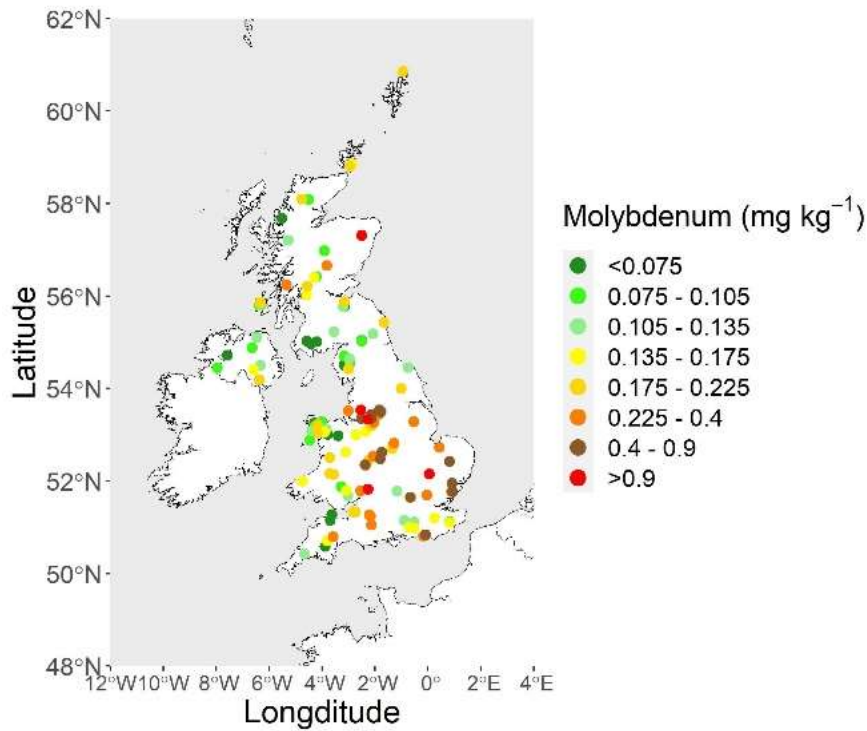 62°N
60°N
58°N
56°N
54°N
52°N
50°N
48°N
Latitude
12°W 10°W 8°W 6°W 4°W 2°W 0° 2°E 4°E
Longditude
Molybdenum (mg kg⁻¹)
<0.075
0.075 - 0.105
0.105 - 0.135
0.135 - 0.175
0.175 - 0.225
0.225 - 0.4
0.4 - 0.9
>0.9